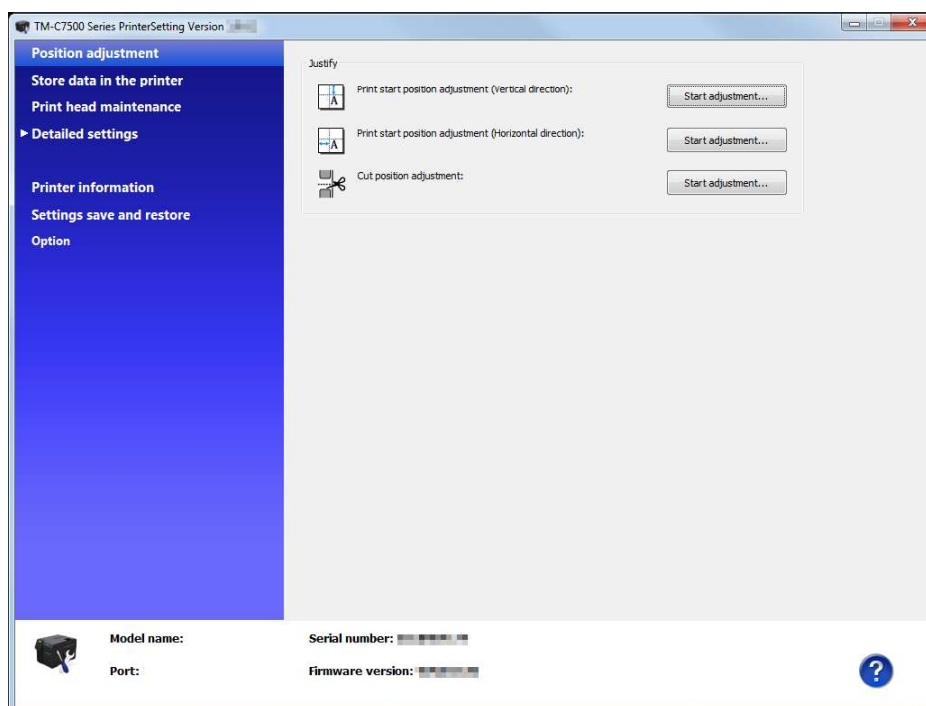 TM-C7500 Series PrinterSetting Version
Position adjustment
Store data in the printer
Print head maintenance
Detailed settings
Printer information
Settings save and restore
Option
Justify
Print start position adjustment (Vertical direction):
Start adjustment...
Print start position adjustment (Horizontal direction):
Start adjustment...
Cut position adjustment:
Start adjustment...
Model name:
Serial number:
Port:
Firmware version: